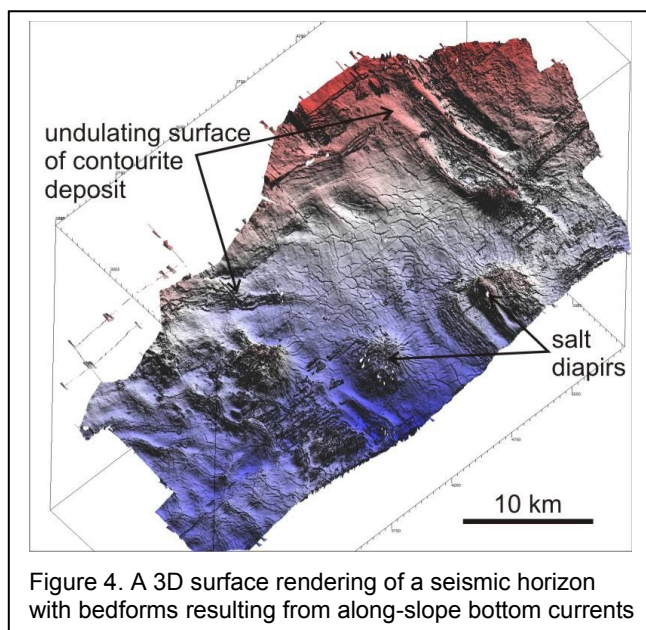 undulating surface
of contourite
deposit
salt
diapirs
10 km
Figure 4. A 3D surface rendering of a seismic horizon
with bedforms resulting from along-slope bottom currents